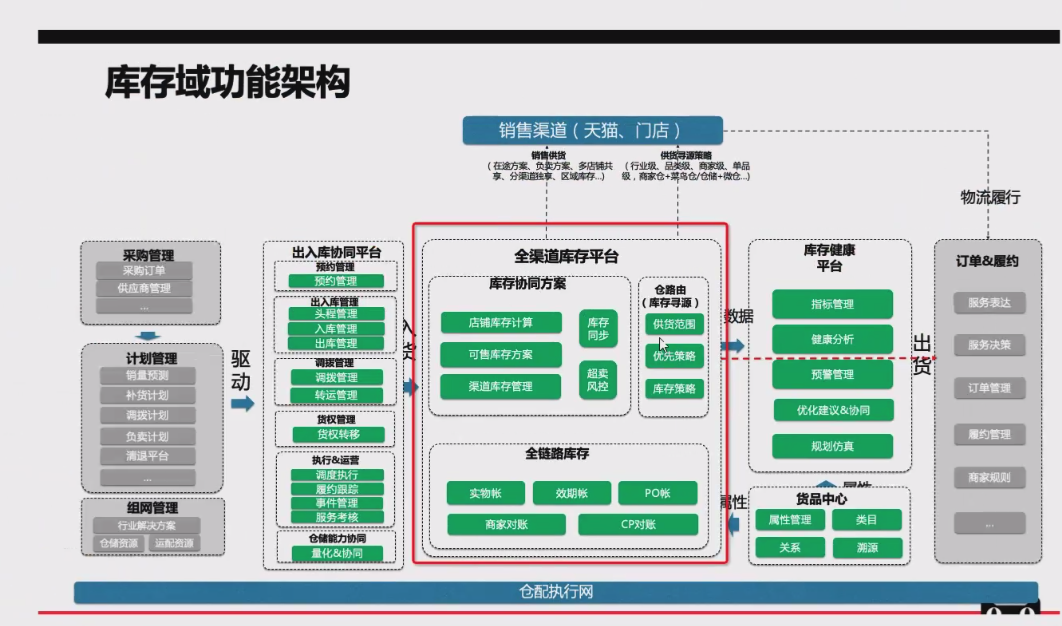 库存域功能架构
销售渠道（天猫、门店）
销售供货
（在途方案、负卖方案、多店铺共
享、分渠道独享、区域库存...)
供货寻源策略
（行业级、品类级、商家级、单品
级，商家仓+菜鸟仓/仓储+微仓...)
物流履行
采购管理
采购订单
供应商管理
...
计划管理
销量预测
补货计划
调拨计划
负卖计划
清退平台
...
组网管理
行业解决方案
仓储资源
运配资源
驱
动
出入库协同平台
预约管理
预约管理
出入库管理
头程管理
入库管理
出库管理
调拨管理
调拨管理
转运管理
货权管理
货权转移
执行&运营
调度执行
履约跟踪
事件管理
服务考核
仓储能力协同
量化&协同
入
货
全渠道库存平台
库存协同方案
店铺库存计算
可售库存方案
渠道库存管理
库存
同步
超卖
风控
仓路由
（库存寻源）
供货范围
优先策略
库存策略
全链路库存
实物帐
效期帐
PO帐
商家对账
CP对账
数据
属性
库存健康
平台
指标管理
健康分析
预警管理
优化建议&协同
规划仿真
属性
货品中心
属性管理
类目
关系
溯源
出
货
订单&履约
服务表达
服务决策
订单管理
履约管理
商家规则
...
仓配执行网